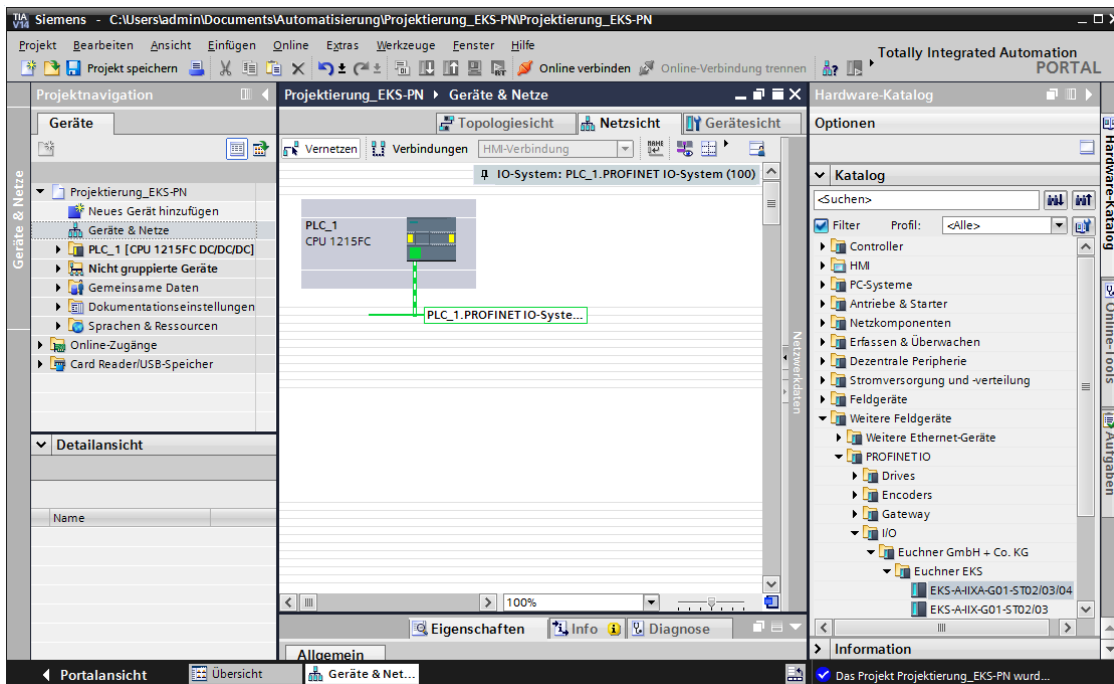 TIA V14 Siemens - C:\Users\admin\Documents\Automatisierung\Projektierung_EKS-PN\Projektierung_EKS-PN
Projekt Bearbeiten Ansicht Einfügen Online Extras Werkzeuge Fenster Hilfe
Totally Integrated Automation
PORTAL
Projekt speichern
Online verbinden
Online-Verbindung trennen
Projektnavigation
Geräte
Geräte & Netze
Projektierung_EKS-PN
Neues Gerät hinzufügen
Geräte & Netze
PLC_1 [CPU 1215FC DC/DC/DC]
Nicht gruppierte Geräte
Gemeinsame Daten
Dokumentationseinstellungen
Sprachen & Ressourcen
Online-Zugänge
Card Reader/USB-Speicher
Detailansicht
Name
Projektierung_EKS-PN Geräte & Netze
Topologiesicht
Netzsicht
Gerätesicht
Vernetzen
Verbindungen
HMI-Verbindung
IO-System: PLC_1.PROFINET IO-System (100)
PLC_1
CPU 1215FC
PLC_1.PROFINET IO-Syste...
Netzwerkdaten
100%
Eigenschaften
Info
Diagnose
Allgemein
Hardware-Katalog
Optionen
Katalog
<Suchen>
Filter Profil: <Alle>
Controller
HMI
PC-Systeme
Antriebe & Starter
Netzkomponenten
Erfassen & Überwachen
Dezentrale Peripherie
Stromversorgung und -verteilung
Feldgeräte
Weitere Feldgeräte
Weitere Ethernet-Geräte
PROFINET IO
Drives
Encoders
Gateway
I/O
Euchner GmbH + Co. KG
Euchner EKS
EKS-A-IIXA-G01-ST02/03/04
EKS-A-IIX-G01-ST02/03
Information
Hardware-Katalog
Online-Tools
Aufgaben
Portalansicht
Übersicht
Geräte & Net...
Das Projekt Projektierung_EKS-PN wurd...